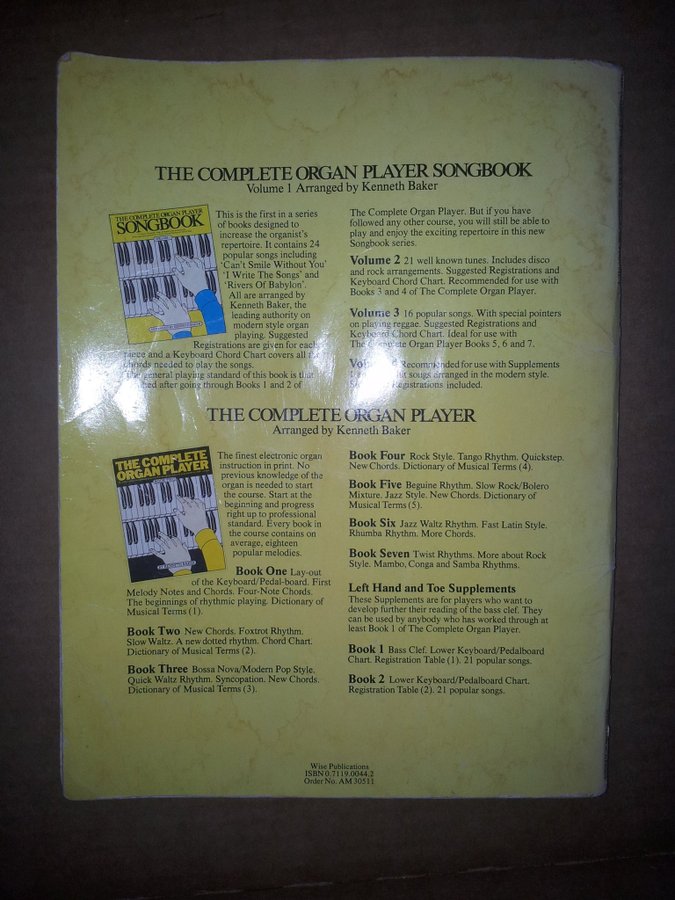 THE COMPLETE ORGAN PLAYER SONGBOOK
Volume 1 Arranged by Kenneth Baker
THE COMPLETE ORGAN PLAYER
SONGBOOK
This is the first in a series
of books designed to
increase the organist's
repertoire. It contains 24
popular songs including
'Can't Smile Without You'
'I Write The Songs' and
'Rivers Of Babylon'.
All are arranged by
Kenneth Baker, the
leading authority on
modern style organ
playing. Suggested
Registrations are given for each
piece and a Keyboard Chord Chart covers all
chords needed to play the songs.
general playing standard of this book is that
after going through Books 1 and 2 of
The Complete Organ Player. But if you have
followed any other course, you will still be able to
play and enjoy the exciting repertoire in this new
Songbook series.
Volume 2 21 well known tunes. Includes disco
and rock arrangements. Suggested Registrations and
Keyboard Chord Chart. Recommended for use with
Books 3 and 4 of The Complete Organ Player.
Volume 3 16 popular songs. With special pointers
on playing reggae. Suggested Registrations and
Keyboard Chord Chart. Ideal for use with
The Complete Organ Player Books 5, 6 and 7.
Recommended for use with Supplements
songs arranged in the modern style.
Registrations included.
THE COMPLETE ORGAN PLAYER
Arranged by Kenneth Baker
THE COMPLETE
ORGAN PLAYER
The finest electronic organ
instruction in print. No
previous knowledge of the
organ is needed to start
the course. Start at the
beginning and progress
right up to professional
standard. Every book in
the course contains on
average, eighteen
popular melodies.
Book One Lay-out
of the Keyboard/Pedal-board. First
Melody Notes and Chords. Four-Note Chords.
The beginnings of rhythmic playing. Dictionary of
Musical Terms (1).
Book Two New Chords. Foxtrot Rhythm.
Slow Waltz. A new dotted rhythm. Chord Chart.
Dictionary of Musical Terms (2).
Book Three Bossa Nova/Modern Pop Style.
Quick Waltz Rhythm. Syncopation. New Chords.
Dictionary of Musical Terms (3).
Book Four Rock Style. Tango Rhythm. Quickstep.
New Chords. Dictionary of Musical Terms (4).
Book Five Beguine Rhythm. Slow Rock/Bolero
Mixture. Jazz Style. New Chords. Dictionary of
Musical Terms (5).
Book Six Jazz Waltz Rhythm. Fast Latin Style.
Rhumba Rhythm. More Chords.
Book Seven Twist Rhythms. More about Rock
Style. Mambo, Conga and Samba Rhythms.
Left Hand and Toe Supplements
These Supplements are for players who want to
develop further their reading of the bass clef. They
can be used by anybody who has worked through at
least Book 1 of The Complete Organ Player.
Book 1 Bass Clef. Lower Keyboard/Pedalboard
Chart. Registration Table (1). 21 popular songs.
Book 2 Lower Keyboard/Pedalboard Chart.
Registration Table (2). 21 popular songs.
Wise Publications
ISBN 0.7119.0044.2
Order No. AM 30511